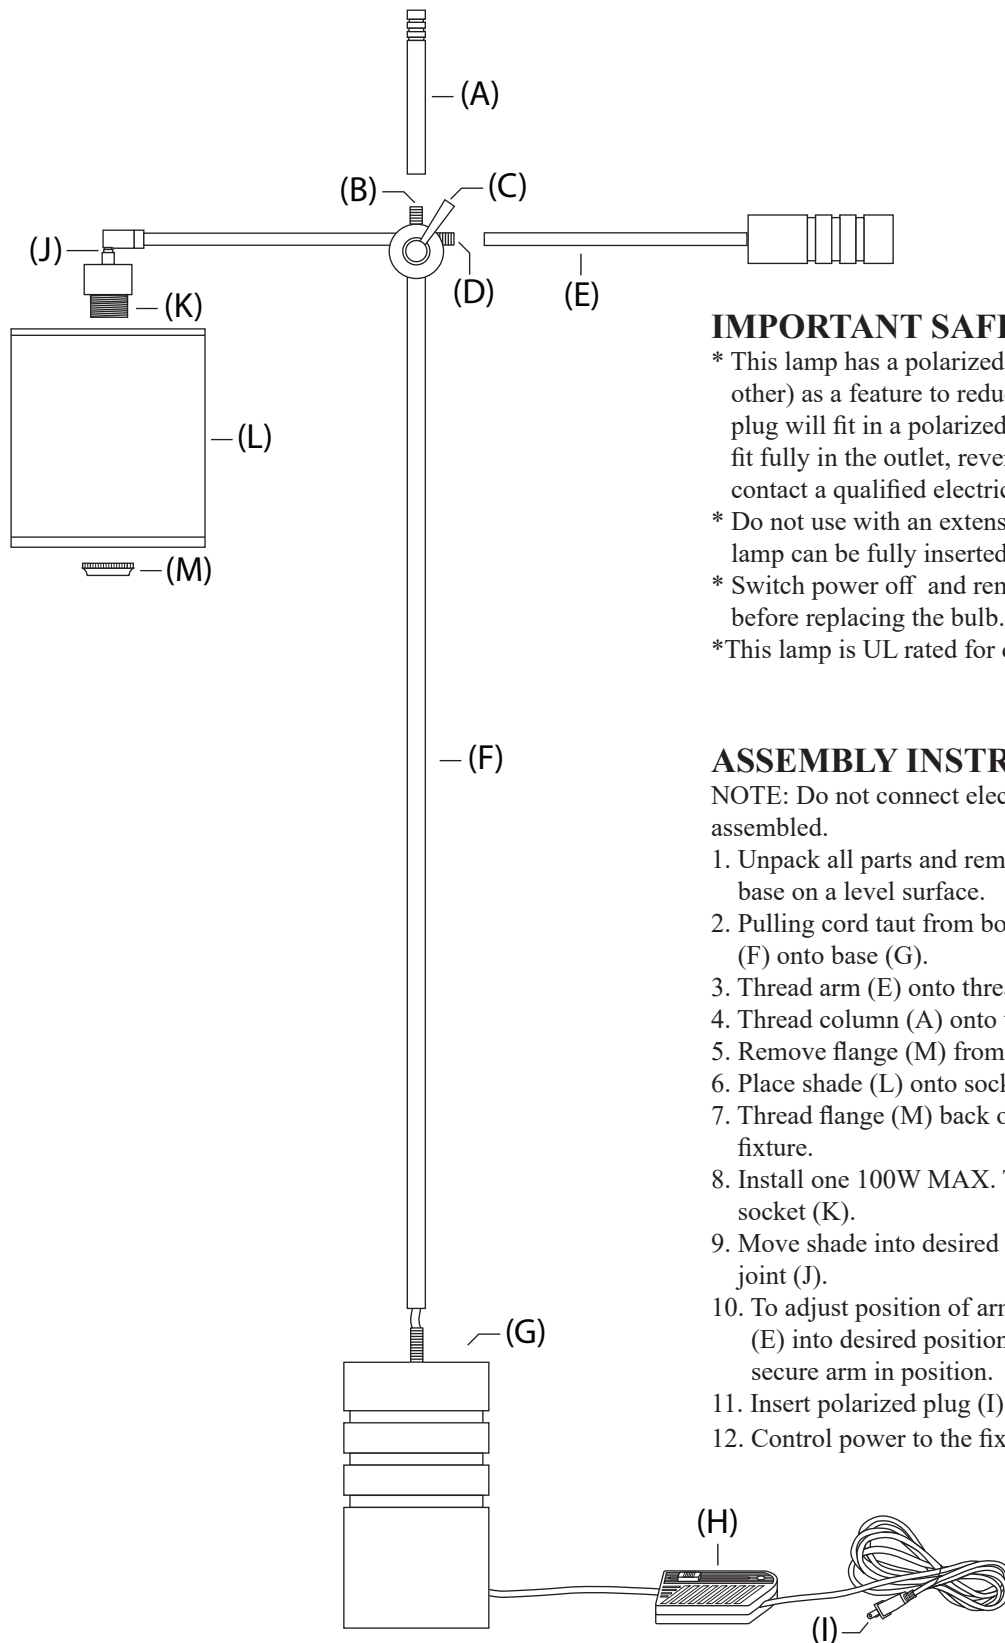 (A)
(B)
(C)
(J)
(D)
(E)
(K)
(L)
(M)
(F)
(G)
(H)
(I)
IMPORTANT SAF
* This lamp has a polarized
other) as a feature to redu
plug will fit in a polarized
fit fully in the outlet, reve
contact a qualified electric
* Do not use with an extens
lamp can be fully inserted
* Switch power off and rem
before replacing the bulb.
*This lamp is UL rated for
ASSEMBLY INSTR
NOTE: Do not connect elec
assembled.
1. Unpack all parts and rem
base on a level surface.
2. Pulling cord taut from bo
(F) onto base (G).
3. Thread arm (E) onto threa
4. Thread column (A) onto
5. Remove flange (M) from
6. Place shade (L) onto sock
7. Thread flange (M) back o
fixture.
8. Install one 100W MAX.
socket (K).
9. Move shade into desired
joint (J).
10. To adjust position of arm
(E) into desired position
secure arm in position.
11. Insert polarized plug (I)
12. Control power to the fix